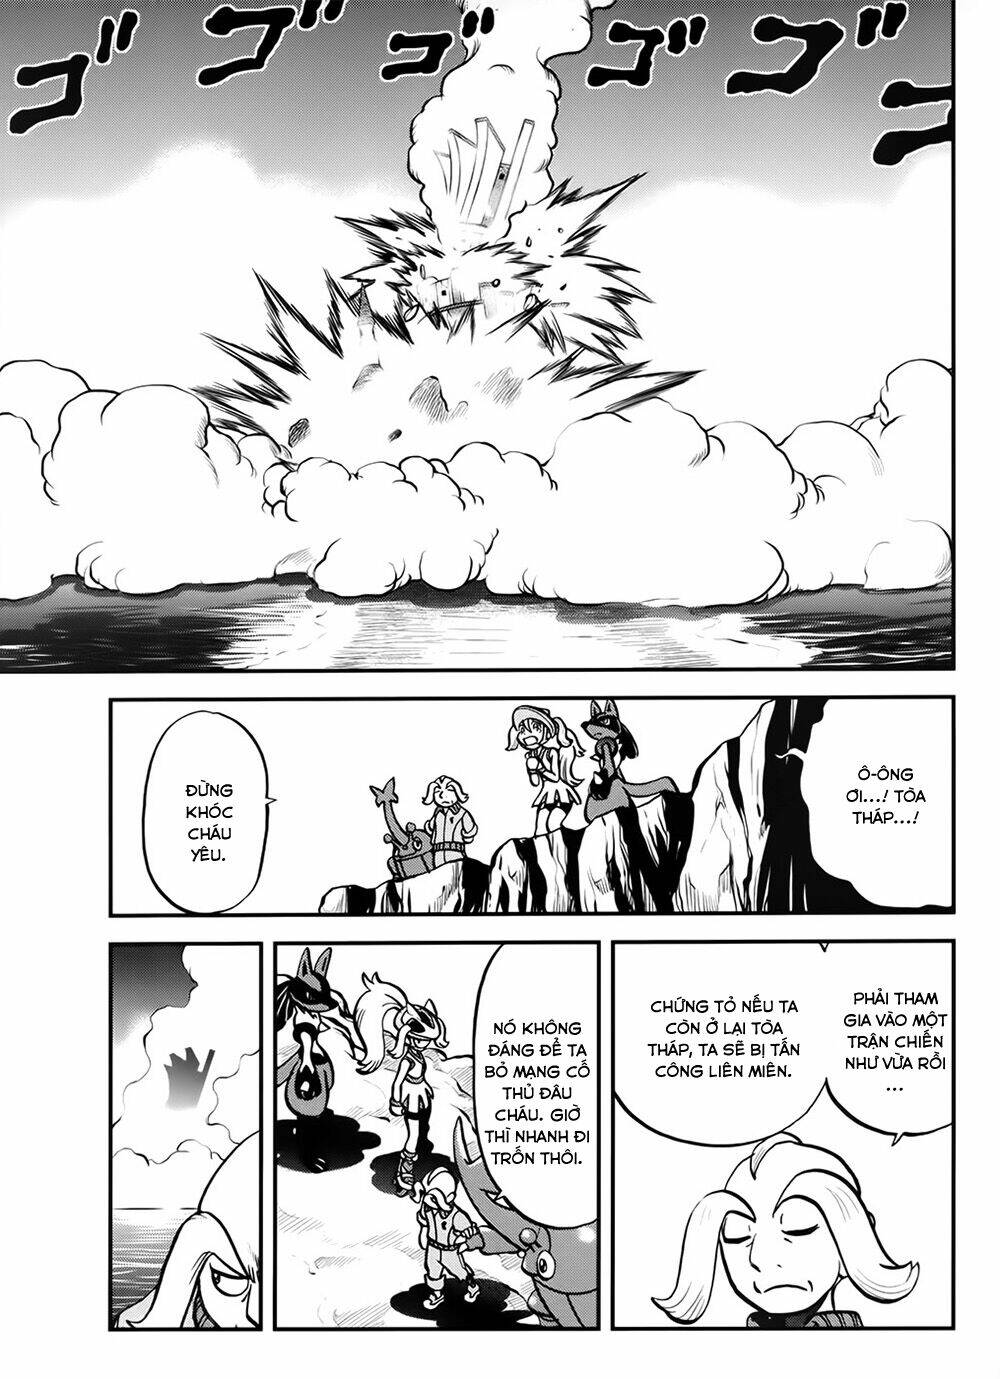 ゴゴゴゴゴゴ
Ô-ÔNG
ƠI...! TÒA
THÁP...!
ĐỪNG
KHÓC
CHÁU
YÊU.
PHẢI THAM
GIA VÀO MỘT
TRẬN CHIẾN
NHƯ VỪA RỒI
...
CHỨNG TỎ NẾU TA
CÒN Ở LẠI TÒA
THÁP, TA SẼ BỊ TẤN
CÔNG LIÊN MIÊN.
NÓ KHÔNG
ĐÁNG ĐỂ TA
BỎ MẠNG CỐ
THỦ ĐÂU
CHÁU. GIỜ
THÌ NHANH ĐI
TRỐN THÔI.